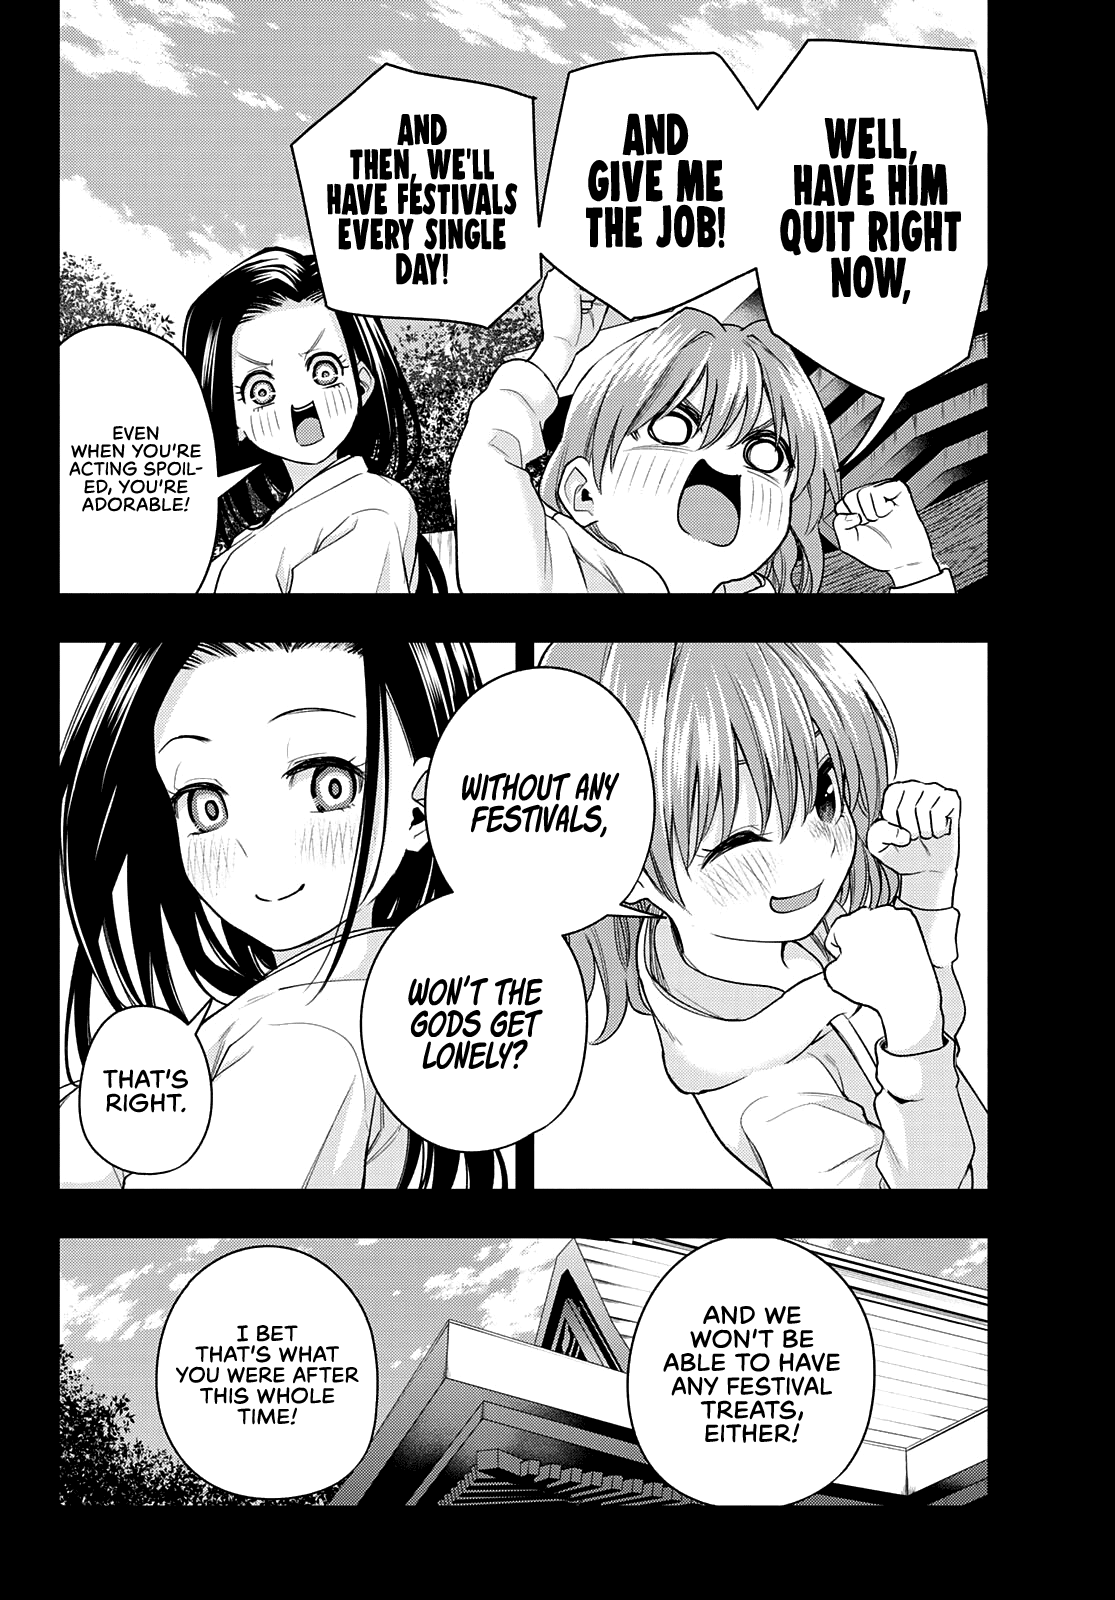 WELL,
HAVE HIM
QUIT RIGHT
NOW,
AND
GIVE ME
THE JOB!
AND
THEN, WE'LL
HAVE FESTIVALS
EVERY SINGLE
DAY!
EVEN
WHEN YOU'RE
ACTING SPOIL-
ED, YOU'RE
ADORABLE!
WITHOUT ANY
FESTIVALS,
WON'T THE
GODS GET
LONELY?
THAT'S
RIGHT.
AND WE
WON'T BE
ABLE TO HAVE
ANY FESTIVAL
TREATS,
EITHER!
I BET
THAT'S WHAT
YOU WERE AFTER
THIS WHOLE
TIME!